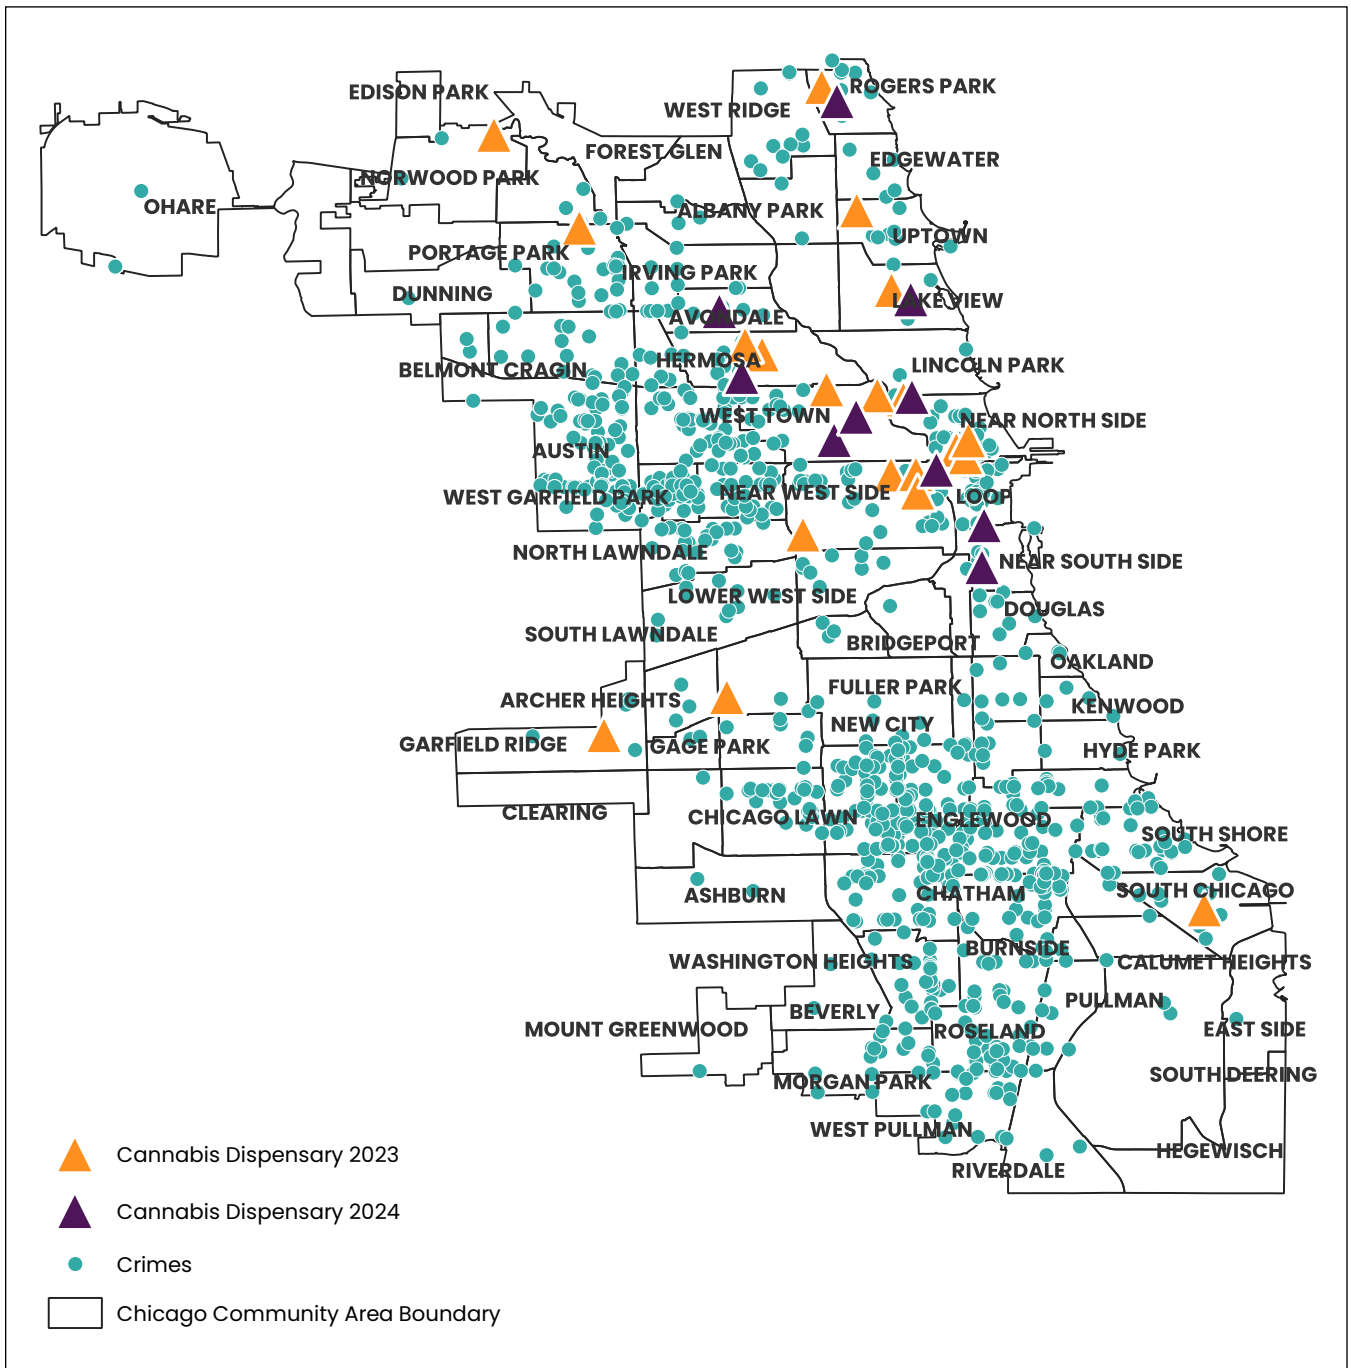 EDISON PARK
ROGERS PARK
WEST RIDGE
FOREST GLEN
EDGEWATER
NORWOOD PARK
OHARE
ALBANY PARK
UPTOWN
PORTAGE PARK
IRVING PARK
DUNNING
LAKE VIEW
AVONDALE
HERMOSA
LINCOLN PARK
BELMONT CRAGIN
WEST TOWN
NEAR NORTH SIDE
AUSTIN
NEAR WEST SIDE
WEST GARFIELD PARK
LOOP
NORTH LAWNDALE
NEAR SOUTH SIDE
LOWER WEST SIDE
DOUGLAS
SOUTH LAWNDALE
BRIDGEPORT
OAKLAND
FULLER PARK
ARCHER HEIGHTS
KENWOOD
NEW CITY
GARFIELD RIDGE
GAGE PARK
HYDE PARK
CLEARING
CHICAGO LAWN
ENGLEWOOD
SOUTH SHORE
ASHBURN
CHATHAM
SOUTH CHICAGO
BURNSIDE
WASHINGTON HEIGHTS
CALUMET HEIGHTS
PULLMAN
BEVERLY
MOUNT GREENWOOD
ROSELAND
EAST SIDE
SOUTH DEERING
MORGAN PARK
WEST PULLMAN
HEGEWISCH
RIVERDALE
Cannabis Dispensary 2023
Cannabis Dispensary 2024
Crimes
Chicago Community Area Boundary